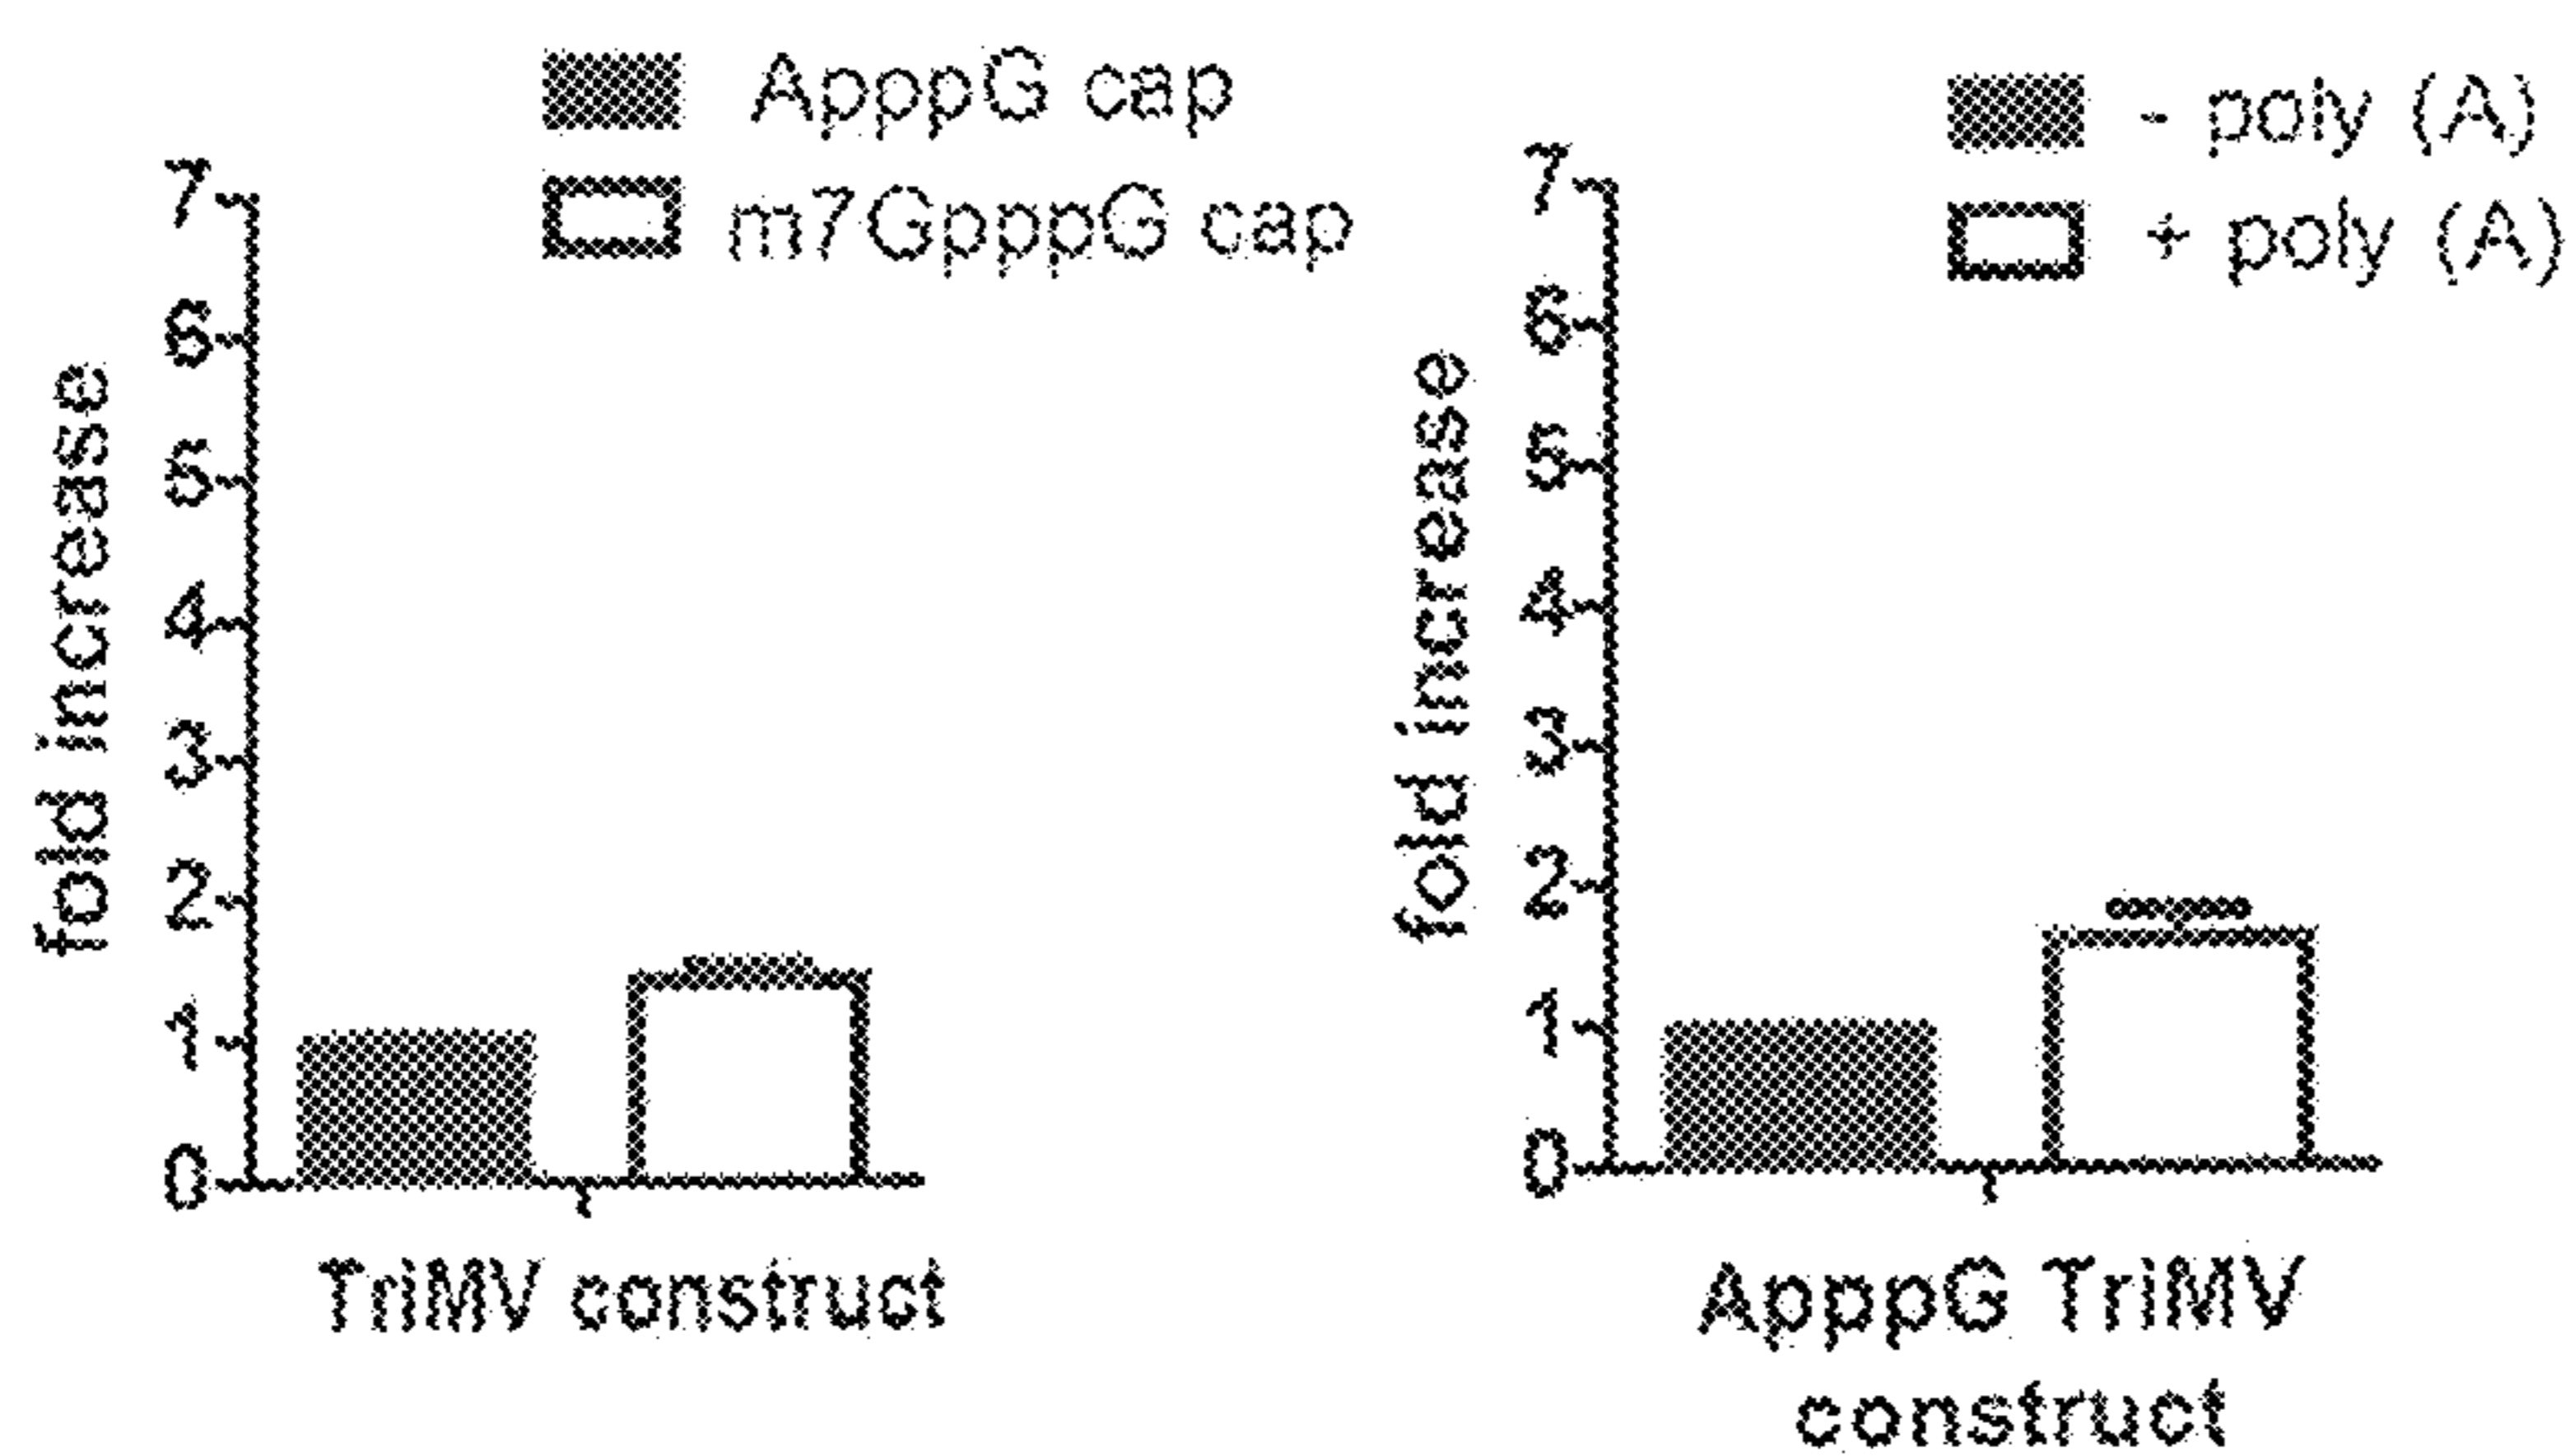 ApppG cap
m7GpppG cap
fold increase
7
6
5
4
3
2
1
0
TriMV construct
- poly (A)
+ poly (A)
fold increase
7
6
5
4
3
2
1
0
ApppG TriMV
construct